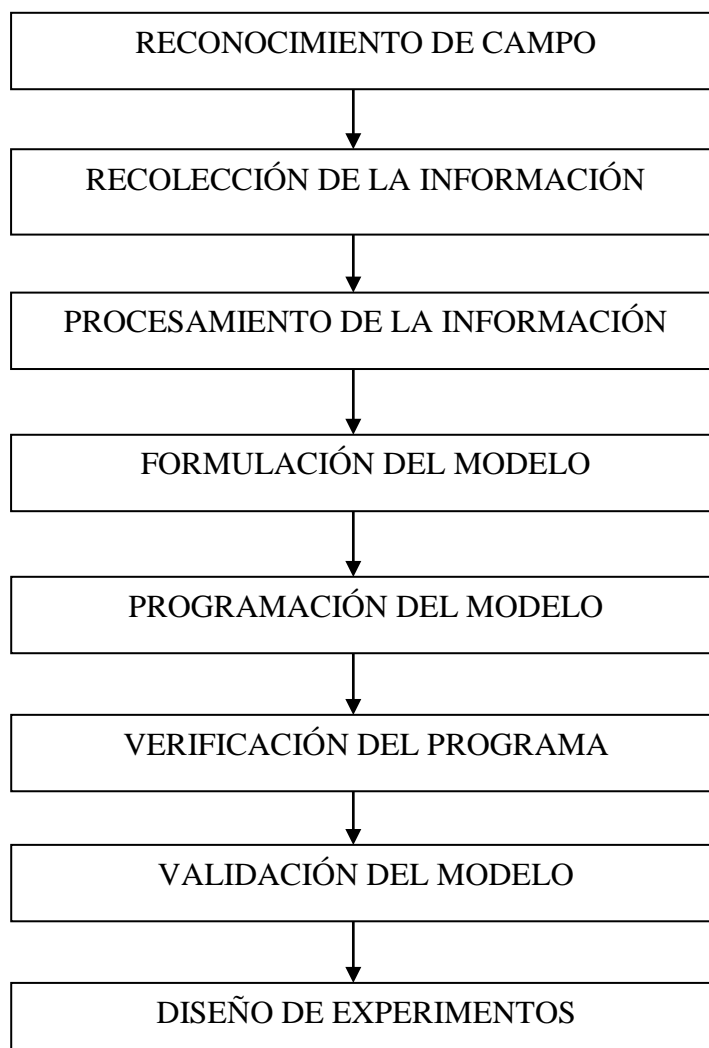 RECONOCIMIENTO DE CAMPO
RECOLECCIÓN DE LA INFORMACIÓN
PROCESAMIENTO DE LA INFORMACIÓN
FORMULACIÓN DEL MODELO
PROGRAMACIÓN DEL MODELO
VERIFICACIÓN DEL PROGRAMA
VALIDACIÓN DEL MODELO
DISEÑO DE EXPERIMENTOS